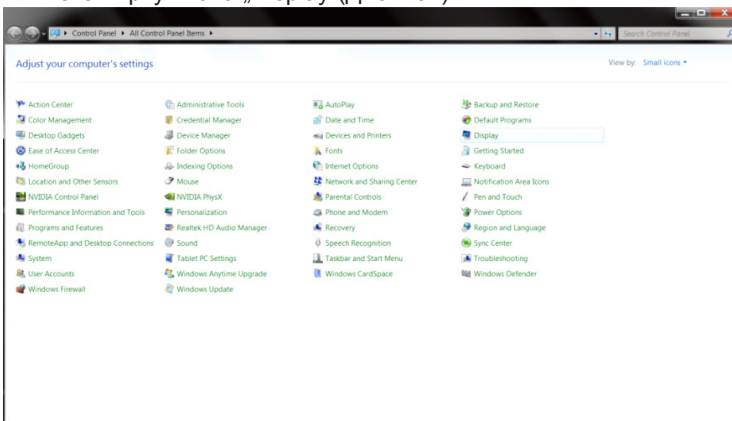 Control Panel ▸ All Control Panel Items ▸
Search Control Panel
Adjust your computer's settings
View by: Small icons
Action Center
Administrative Tools
AutoPlay
Backup and Restore
Color Management
Credential Manager
Date and Time
Default Programs
Desktop Gadgets
Device Manager
Devices and Printers
Display
Ease of Access Center
Folder Options
Fonts
Getting Started
HomeGroup
Indexing Options
Internet Options
Keyboard
Location and Other Sensors
Mouse
Network and Sharing Center
Notification Area Icons
NVIDIA Control Panel
NVIDIA PhysX
Parental Controls
Pen and Touch
Performance Information and Tools
Personalization
Phone and Modem
Power Options
Programs and Features
Realtek HD Audio Manager
Recovery
Region and Language
RemoteApp and Desktop Connections
Sound
Speech Recognition
Sync Center
System
Tablet PC Settings
Taskbar and Start Menu
Troubleshooting
User Accounts
Windows Anytime Upgrade
Windows CardSpace
Windows Defender
Windows Firewall
Windows Update